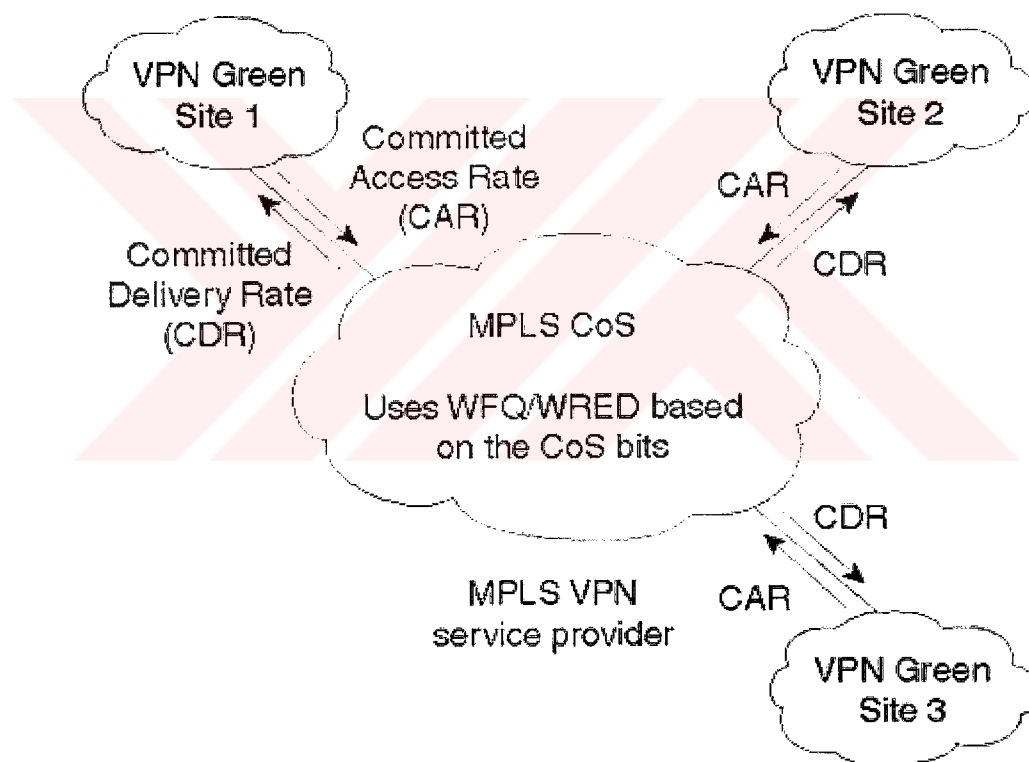 VPN Green
Site 1
VPN Green
Site 2
Committed
Access Rate
(CAR)
Committed
Delivery Rate
(CDR)
CAR
CDR
MPLS CoS
Uses WFQ/WRED based
on the CoS bits
CDR
CAR
MPLS VPN
service provider
VPN Green
Site 3